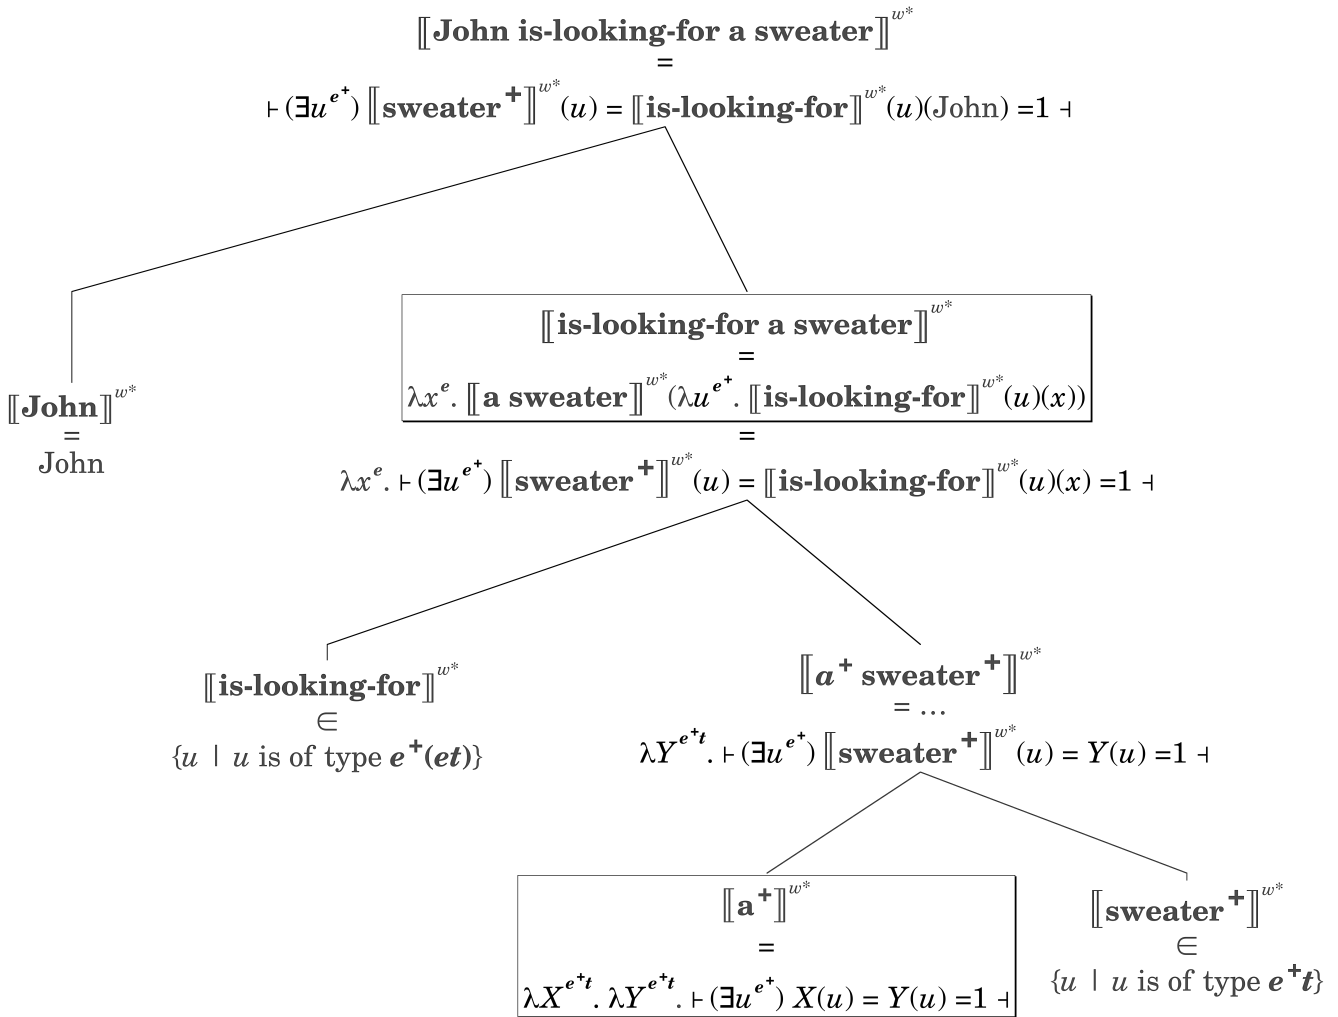 ⟦John is-looking-for a sweater⟧ʷ*
=
⊢ (∃u^e⁺) ⟦sweater⁺⟧ʷ*(u) = ⟦is-looking-for⟧ʷ*(u)(John) =1 ⊣
⟦is-looking-for a sweater⟧ʷ*
=
λx^e. ⟦a sweater⟧ʷ*(λu^e⁺. ⟦is-looking-for⟧ʷ*(u)(x))
⟦John⟧ʷ*
=
John
=
λx^e. ⊢ (∃u^e⁺) ⟦sweater⁺⟧ʷ*(u) = ⟦is-looking-for⟧ʷ*(u)(x) =1 ⊣
⟦is-looking-for⟧ʷ*
∈
{u | u is of type e⁺(et)}
⟦a⁺ sweater⁺⟧ʷ*
= ...
λY^e⁺t. ⊢ (∃u^e⁺) ⟦sweater⁺⟧ʷ*(u) = Y(u) =1 ⊣
⟦a⁺⟧ʷ*
=
λX^e⁺t. λY^e⁺t. ⊢ (∃u^e⁺) X(u) = Y(u) =1 ⊣
⟦sweater⁺⟧ʷ*
∈
{u | u is of type e⁺t}